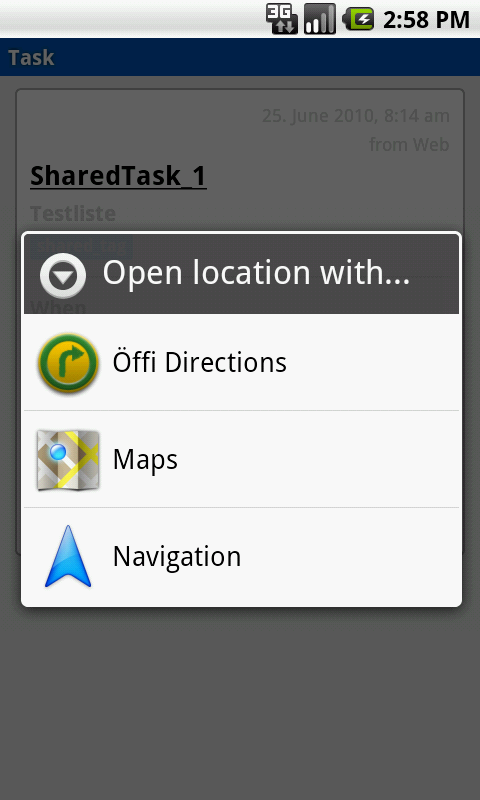 3G 2:58 PM
Task
25. June 2010, 8:14 am
from Web
SharedTask_1
Testliste
Open location with...
When
Öffi Directions
Maps
Navigation